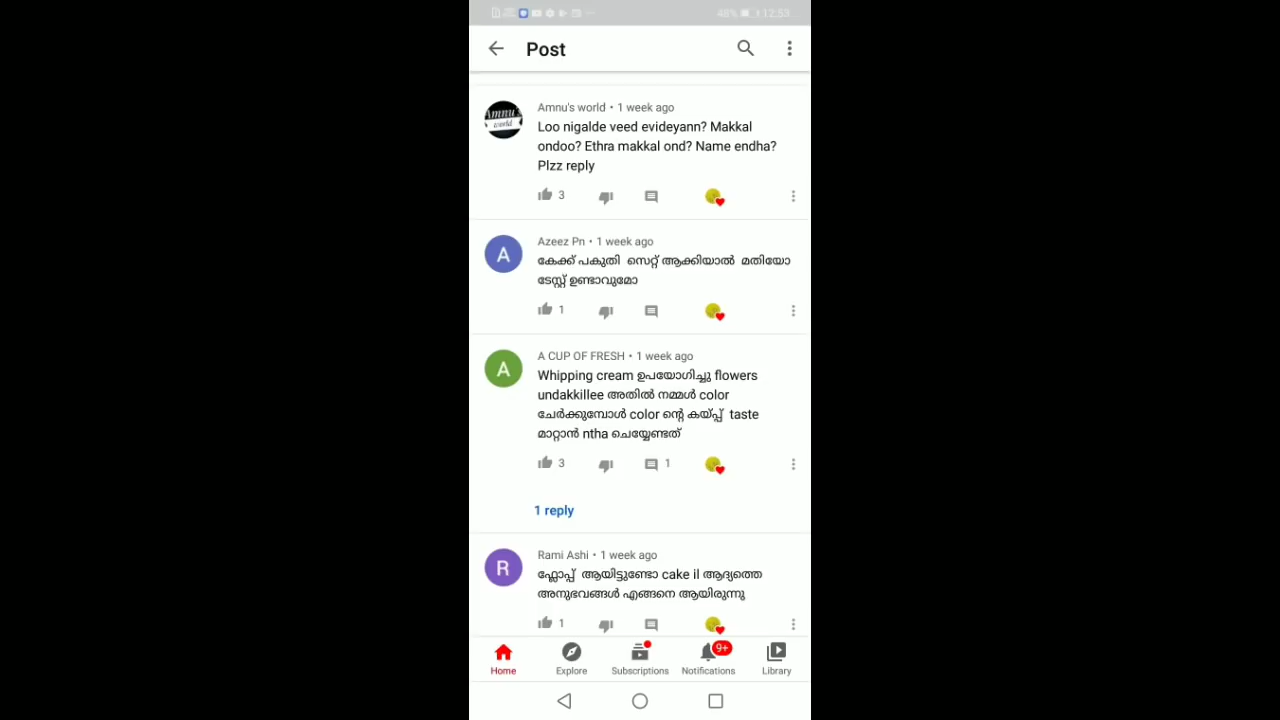 48% 12:53
Post
Amnu's world • 1 week ago
Loo nigalde veed evideyann? Makkal
ondoo? Ethra makkal ond? Name endha?
Plzz reply
3
A
Azeez Pn • 1 week ago
കേക്ക് പകുതി സെറ്റ് ആക്കിയാൽ മതിയോ
ടേസ്റ്റ് ഉണ്ടാവുമോ
1
A
A CUP OF FRESH • 1 week ago
Whipping cream ഉപയോഗിച്ചു flowers
undakkillee അതിൽ നമ്മൾ color
ചേർക്കുമ്പോൾ color ന്റെ കയ്പ്പ് taste
മാറ്റാൻ ntha ചെയ്യേണ്ടത്
3 1
1 reply
R
Rami Ashi • 1 week ago
ഫ്ലോപ്പ് ആയിട്ടുണ്ടോ cake il ആദ്യത്തെ
അനുഭവങ്ങൾ എങ്ങനെ ആയിരുന്നു
1
9+
Home Explore Subscriptions Notifications Library